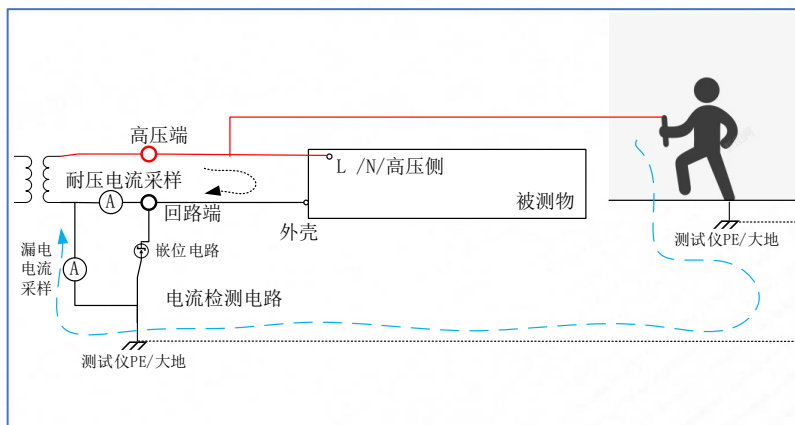 高压端
耐压电流采样
A
回路端
L /N/高压侧
被测物
外壳
嵌位电路
漏电
电流
采样
A
电流检测电路
测试仪PE/大地
测试仪PE/大地